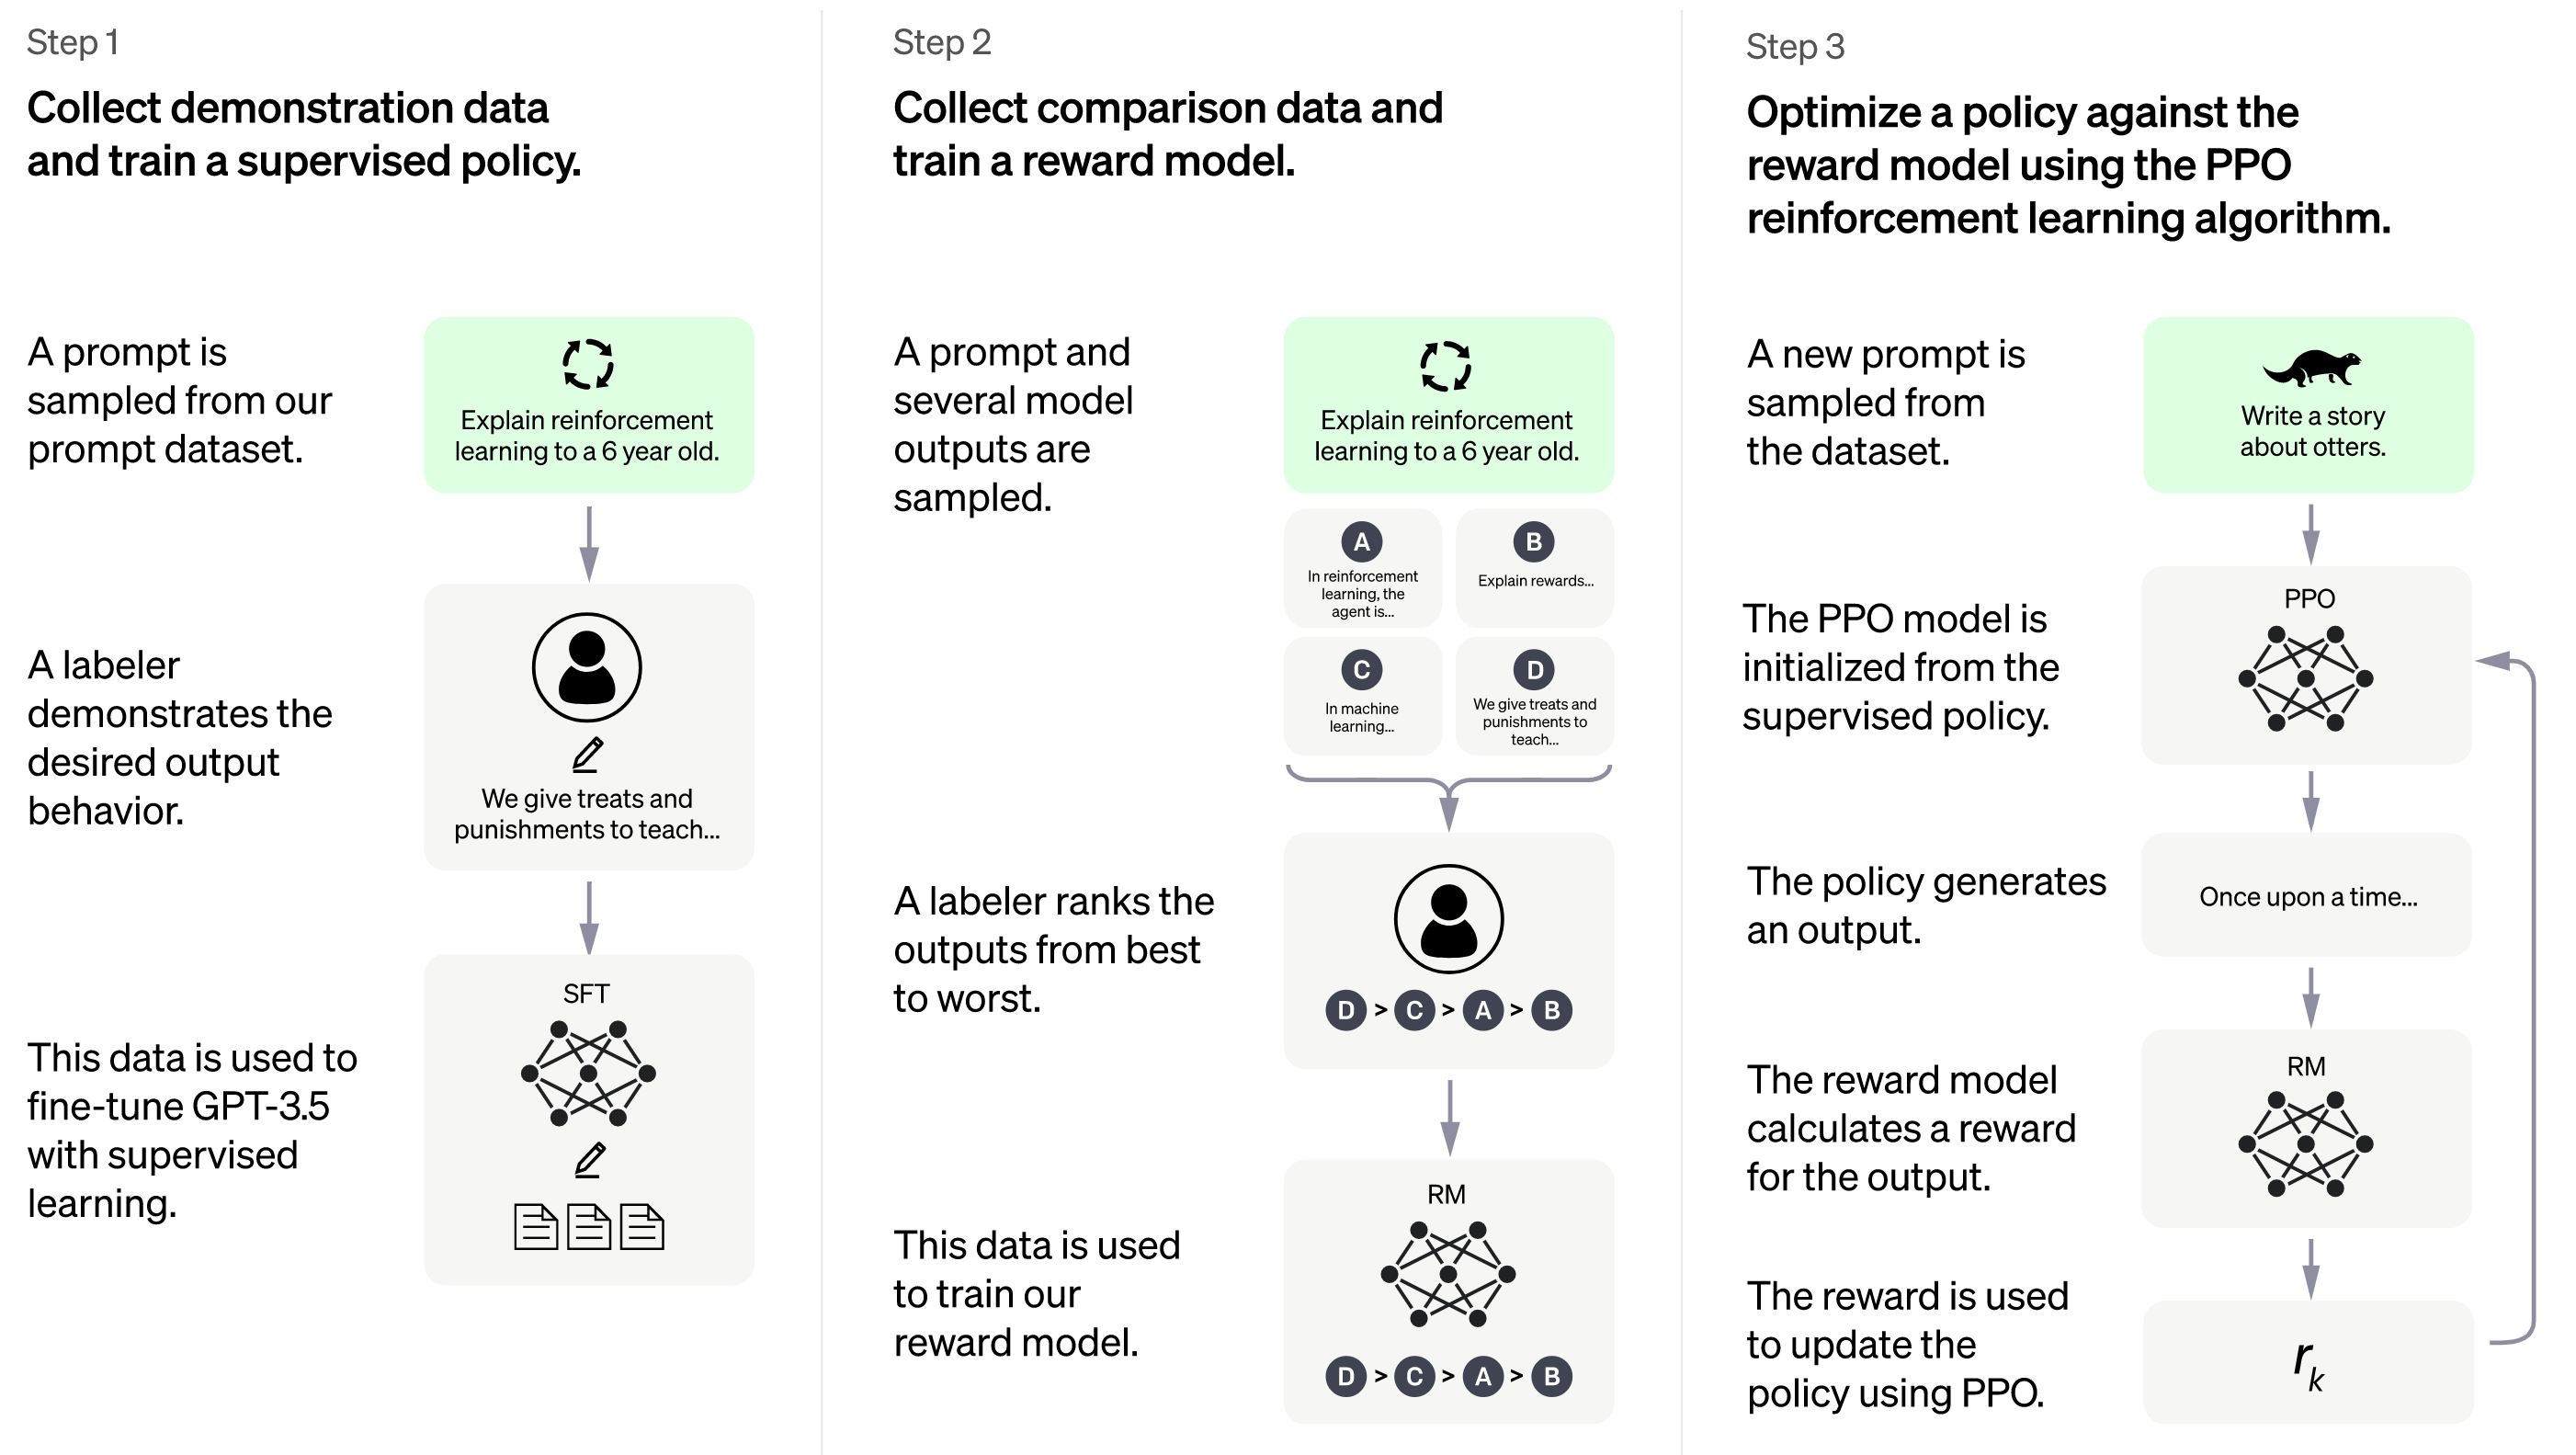 Step 1
Collect demonstration data
and train a supervised policy.
A prompt is
sampled from our
prompt dataset.
Explain reinforcement
learning to a 6 year old.
A labeler
demonstrates the
desired output
behavior.
We give treats and
punishments to teach...
This data is used to
fine-tune GPT-3.5
with supervised
learning.
SFT
Step 2
Collect comparison data and
train a reward model.
A prompt and
several model
outputs are
sampled.
Explain reinforcement
learning to a 6 year old.
A
In reinforcement
learning, the
agent is...
B
Explain rewards...
C
In machine
learning...
D
We give treats and
punishments to
teach...
A labeler ranks the
outputs from best
to worst.
D > C > A > B
This data is used
to train our
reward model.
RM
D > C > A > B
Step 3
Optimize a policy against the
reward model using the PPO
reinforcement learning algorithm.
A new prompt is
sampled from
the dataset.
Write a story
about otters.
The PPO model is
initialized from the
supervised policy.
PPO
The policy generates
an output.
Once upon a time...
The reward model
calculates a reward
for the output.
RM
The reward is used
to update the
policy using PPO.
rk